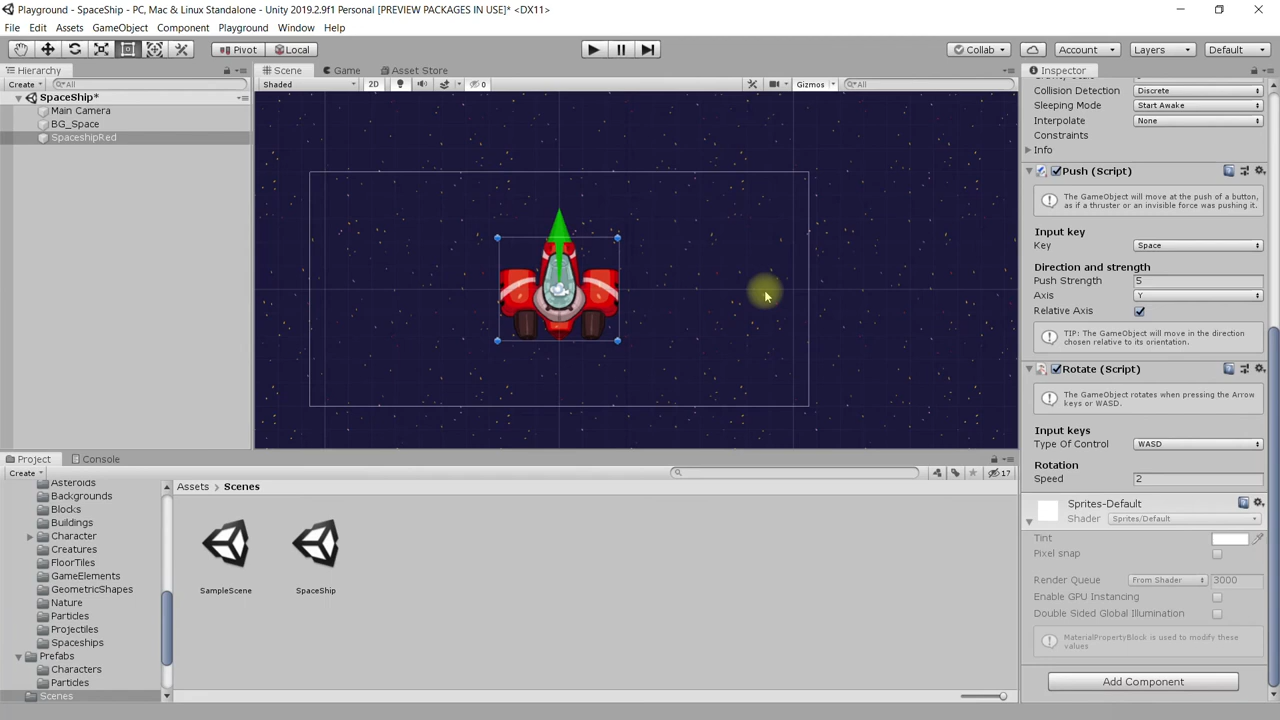 Playground - SpaceShip - PC, Mac & Linux Standalone - Unity 2019.2.9f1 Personal [PREVIEW PACKAGES IN USE]* <DX11>
File Edit Assets GameObject Component Playground Window Help
Pivot Local Collab Account Layers Default
Hierarchy Scene Game Asset Store Inspector
Create All Shaded 2D 0 Gizmos All
SpaceShip*
Main Camera
BG_Space
SpaceshipRed
Collision Detection Discrete
Sleeping Mode Start Awake
Interpolate None
Constraints
Info
Push (Script)
The GameObject will move at the push of a button,
as if a thruster or an invisible force was pushing it.
Input key
Key Space
Direction and strength
Push Strength 5
Axis Y
Relative Axis
TIP: The GameObject will move in the direction
chosen relative to its orientation.
Rotate (Script)
The GameObject rotates when pressing the Arrow
keys or WASD.
Input keys
Type Of Control WASD
Rotation
Speed 2
Sprites-Default
Shader Sprites/Default
Tint
Pixel snap
Render Queue From Shader 3000
Enable GPU Instancing
Double Sided Global Illumination
MaterialPropertyBlock is used to modify these
values
Add Component
Project Console
Create 17
Asteroids
Backgrounds
Blocks
Buildings
Character
Creatures
FloorTiles
GameElements
GeometricShapes
Nature
Particles
Projectiles
Spaceships
Prefabs
Characters
Particles
Scenes
Assets > Scenes
SampleScene SpaceShip